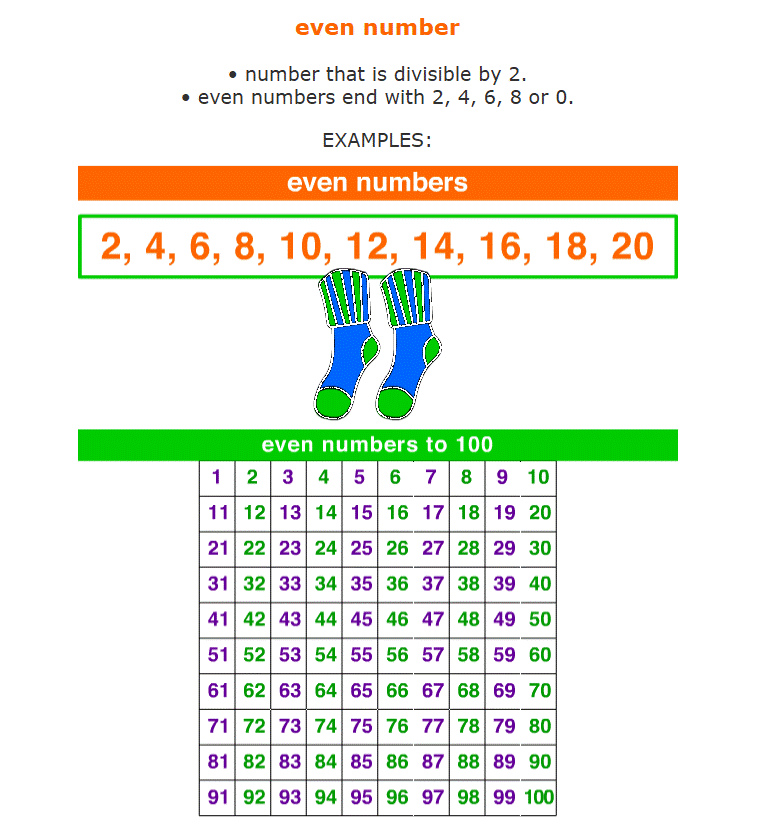 even number
• number that is divisible by 2.
• even numbers end with 2, 4, 6, 8 or 0.
EXAMPLES:
even numbers
2, 4, 6, 8, 10, 12, 14, 16, 18, 20
even numbers to 100
1 2 3 4 5 6 7 8 9 10
11 12 13 14 15 16 17 18 19 20
21 22 23 24 25 26 27 28 29 30
31 32 33 34 35 36 37 38 39 40
41 42 43 44 45 46 47 48 49 50
51 52 53 54 55 56 57 58 59 60
61 62 63 64 65 66 67 68 69 70
71 72 73 74 75 76 77 78 79 80
81 82 83 84 85 86 87 88 89 90
91 92 93 94 95 96 97 98 99 100